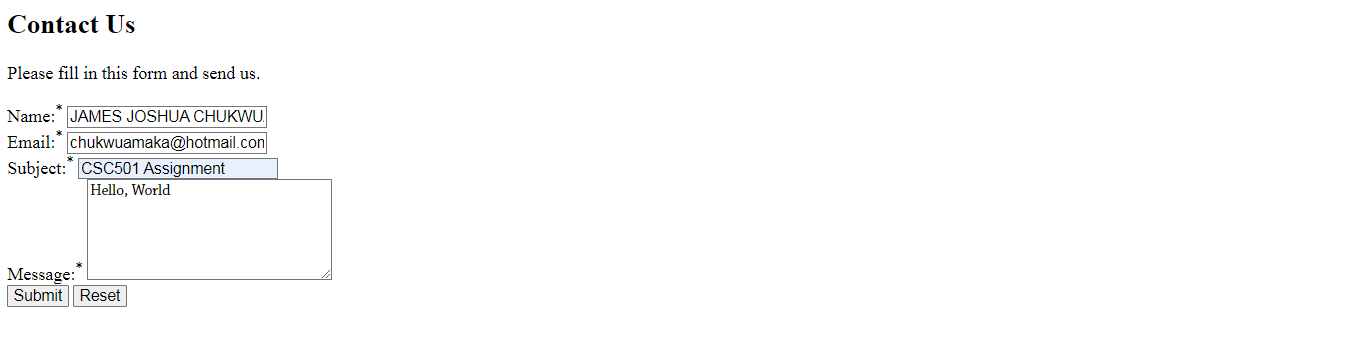 Contact Us
Please fill in this form and send us.
Name:* JAMES JOSHUA CHUKWU
Email:* chukwuamaka@hotmail.com
Subject:* CSC501 Assignment
Hello, World
Message:*
Submit Reset